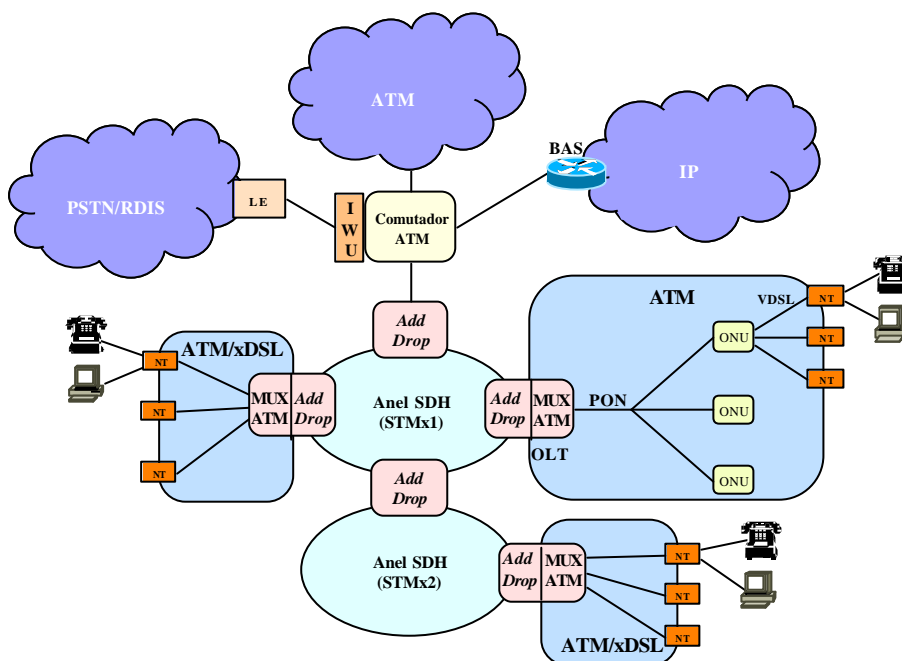 ATM
BAS
IP
PSTN/RDIS
L E
I
W
U
Comutador
ATM
ATM
VDSL
NT
Add
Drop
ONU
NT
NT
ATM/xDSL
NT
NT
NT
MUX
ATM
Add
Drop
Anel SDH
(STMx1)
Add
Drop
MUX
ATM
OLT
PON
ONU
ONU
Add
Drop
Anel SDH
(STMx2)
Add
Drop
MUX
ATM
NT
NT
NT
ATM/xDSL